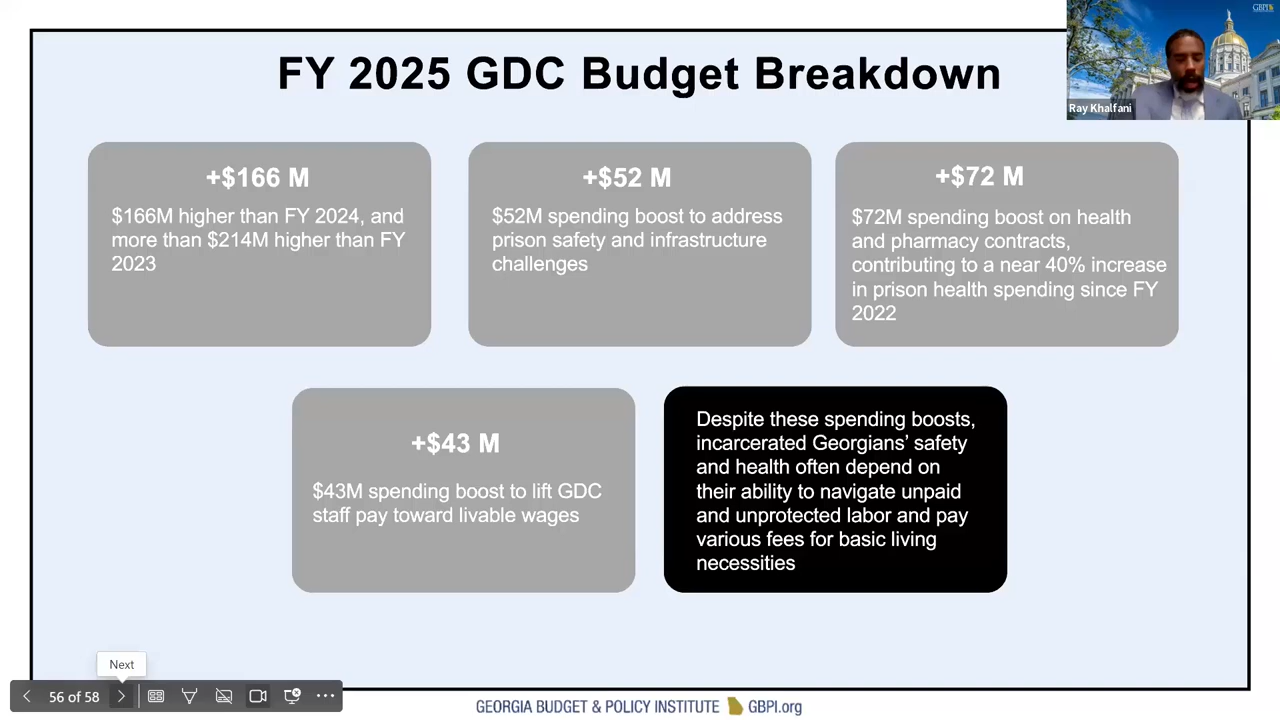 FY 2025 GDC Budget Breakdown
GBPI
Ray Khalfani
+$166 M
$166M higher than FY 2024, and
more than $214M higher than FY
2023
+$52 M
$52M spending boost to address
prison safety and infrastructure
challenges
+$72 M
$72M spending boost on health
and pharmacy contracts,
contributing to a near 40% increase
in prison health spending since FY
2022
+$43 M
$43M spending boost to lift GDC
staff pay toward livable wages
Despite these spending boosts,
incarcerated Georgians’ safety
and health often depend on
their ability to navigate unpaid
and unprotected labor and pay
various fees for basic living
necessities
Next
56 of 58
GEORGIA BUDGET & POLICY INSTITUTE GBPI.org